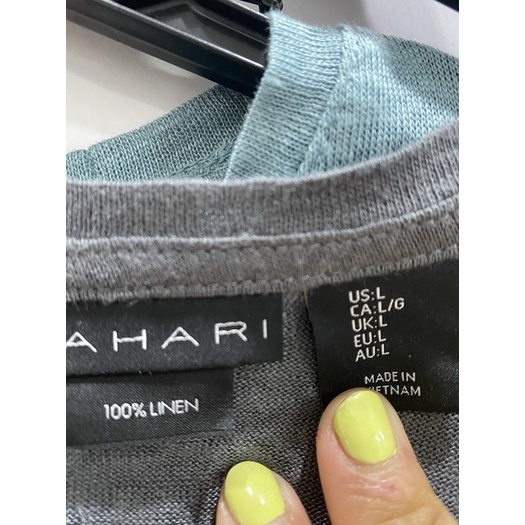 AHARI
100% LINEN
US:L
CA:L/G
UK:L
EU:L
AU:L
MADE IN
VIETNAM